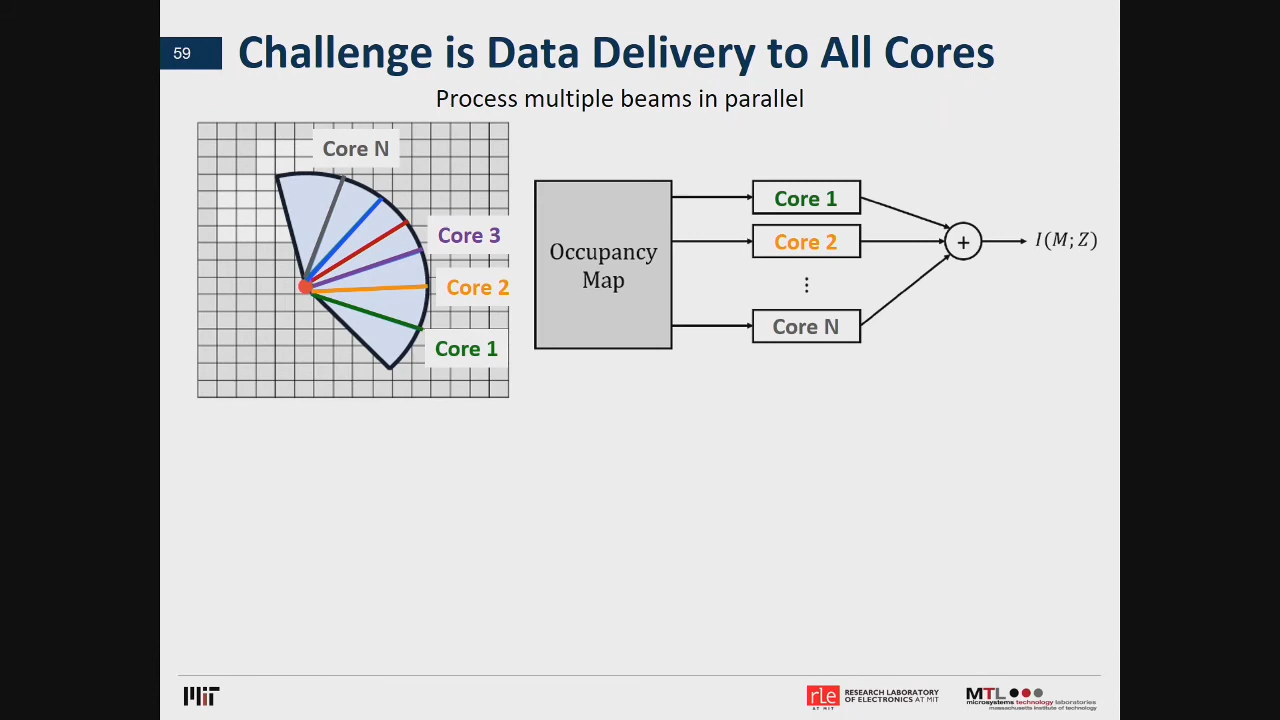 59
Challenge is Data Delivery to All Cores
Process multiple beams in parallel
Core N
Core 3
Core 2
Core 1
Occupancy
Map
Core 1
Core 2
⋮
Core N
+
I(M; Z)
MIT
rle
AT MIT
RESEARCH LABORATORY
OF ELECTRONICS AT MIT
MTL
microsystems technology laboratories
massachusetts institute of technology